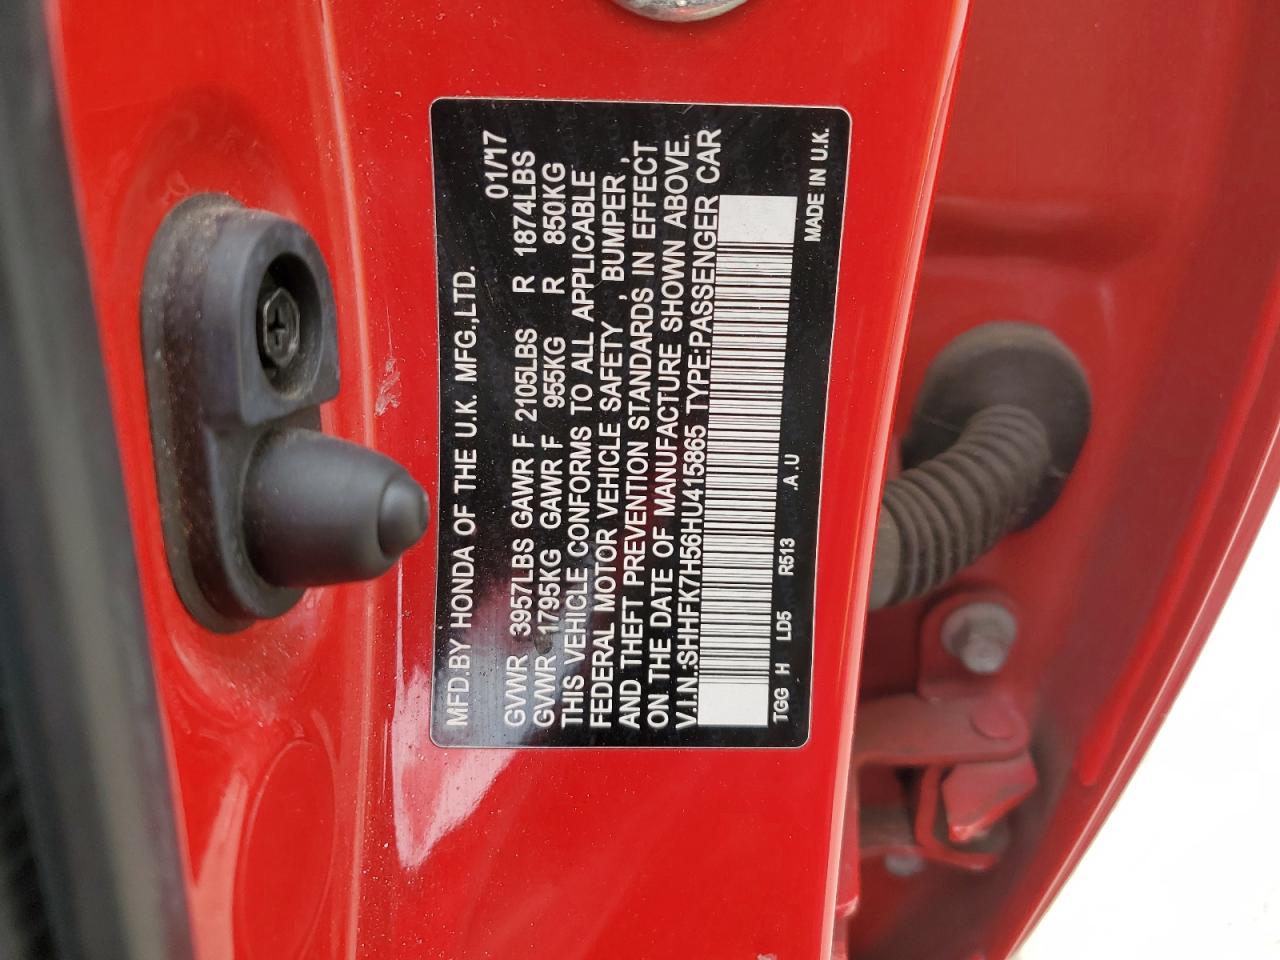 MFD.BY HONDA OF THE U.K. MFG.,LTD. 01/17
GVWR 3957LBS GAWR F 2105LBS R 1874LBS
GVWR 1795KG GAWR F 955KG R 850KG
THIS VEHICLE CONFORMS TO ALL APPLICABLE
FEDERAL MOTOR VEHICLE SAFETY , BUMPER ,
AND THEFT PREVENTION STANDARDS IN EFFECT
ON THE DATE OF MANUFACTURE SHOWN ABOVE.
V.I.N.:SHHFK7H56HU415865 TYPE:PASSENGER CAR
TGG H LD5 R513 .A.U MADE IN U.K.